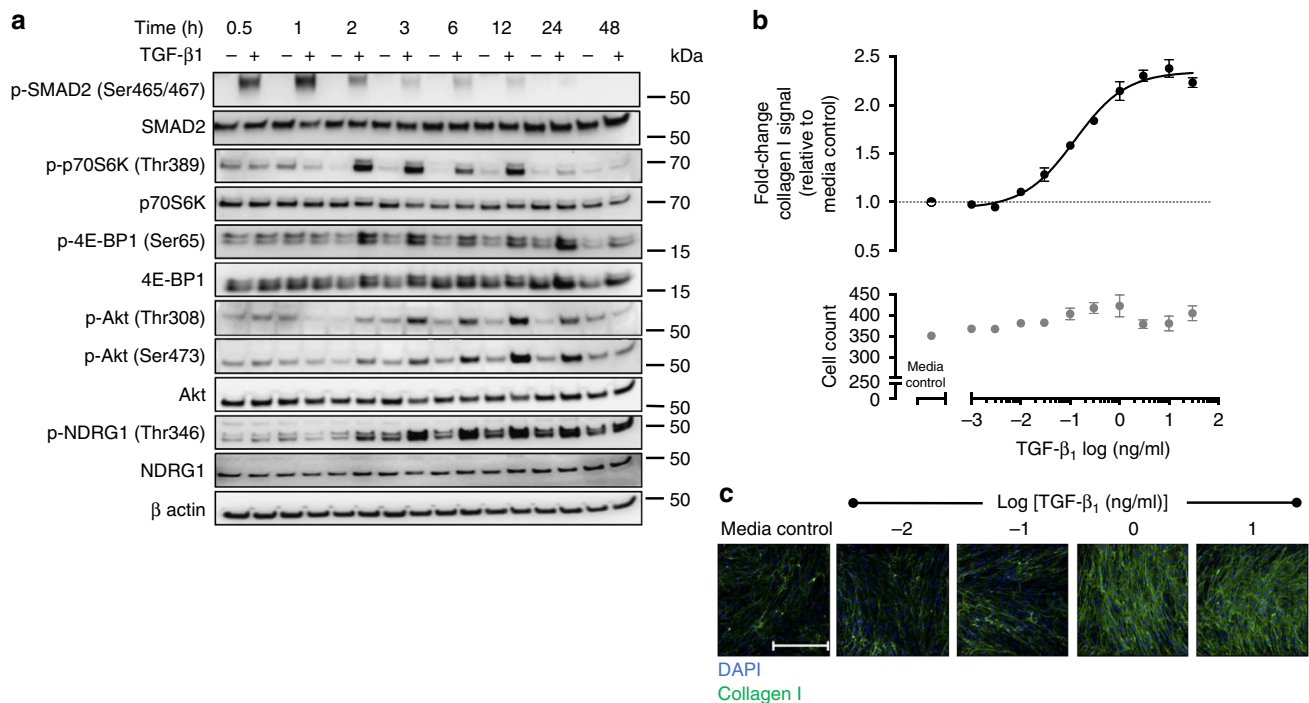 a
Time (h) 0.5 1 2 3 6 12 24 48
TGF-β1 − + − + − + − + − + − + − + − + kDa
p-SMAD2 (Ser465/467) 50
SMAD2 50
p-p70S6K (Thr389) 70
p70S6K 70
p-4E-BP1 (Ser65) 15
4E-BP1 15
p-Akt (Thr308) 50
p-Akt (Ser473) 50
Akt 50
p-NDRG1 (Thr346) 50
NDRG1 50
β actin 50
b
Fold-change
collagen I signal
(relative to
media control)
2.5
2.0
1.5
1.0
0.5
Cell count
450
400
350
300
250
0
Media
control
−3 −2 −1 0 1 2
TGF-β₁ log (ng/ml)
c
Log [TGF-β₁ (ng/ml)]
Media control −2 −1 0 1
DAPI
Collagen I